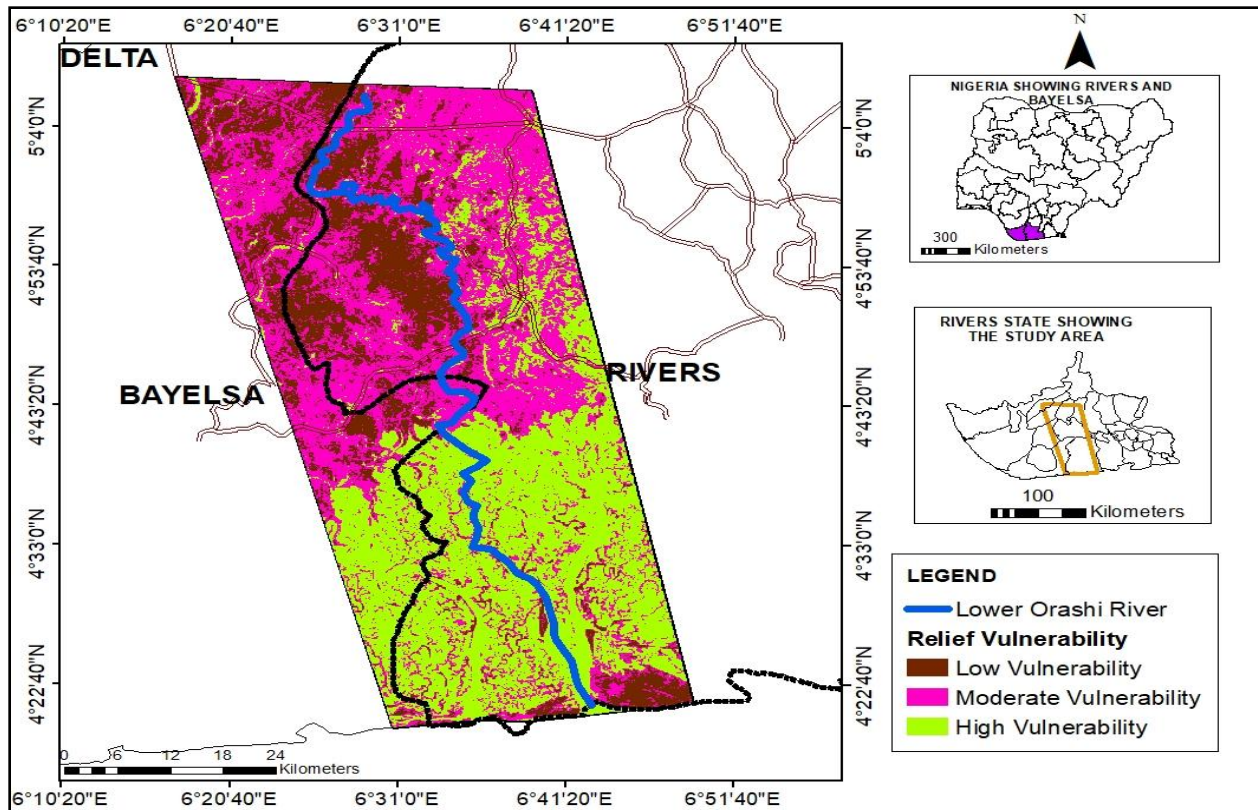 6°10'20"E 6°20'40"E 6°31'0"E 6°41'20"E 6°51'40"E
DELTA
5°4'0"N
4°53'40"N
4°43'20"N
4°33'0"N
4°22'40"N
BAYELSA
RIVERS
5°4'0"N
4°53'40"N
4°43'20"N
4°33'0"N
4°22'40"N
0 6 12 18 24
Kilometers
6°10'20"E 6°20'40"E 6°31'0"E 6°41'20"E 6°51'40"E
N
NIGERIA SHOWING RIVERS AND
BAYELSA
300
Kilometers
RIVERS STATE SHOWING
THE STUDY AREA
100
Kilometers
LEGEND
Lower Orashi River
Relief Vulnerability
Low Vulnerability
Moderate Vulnerability
High Vulnerability